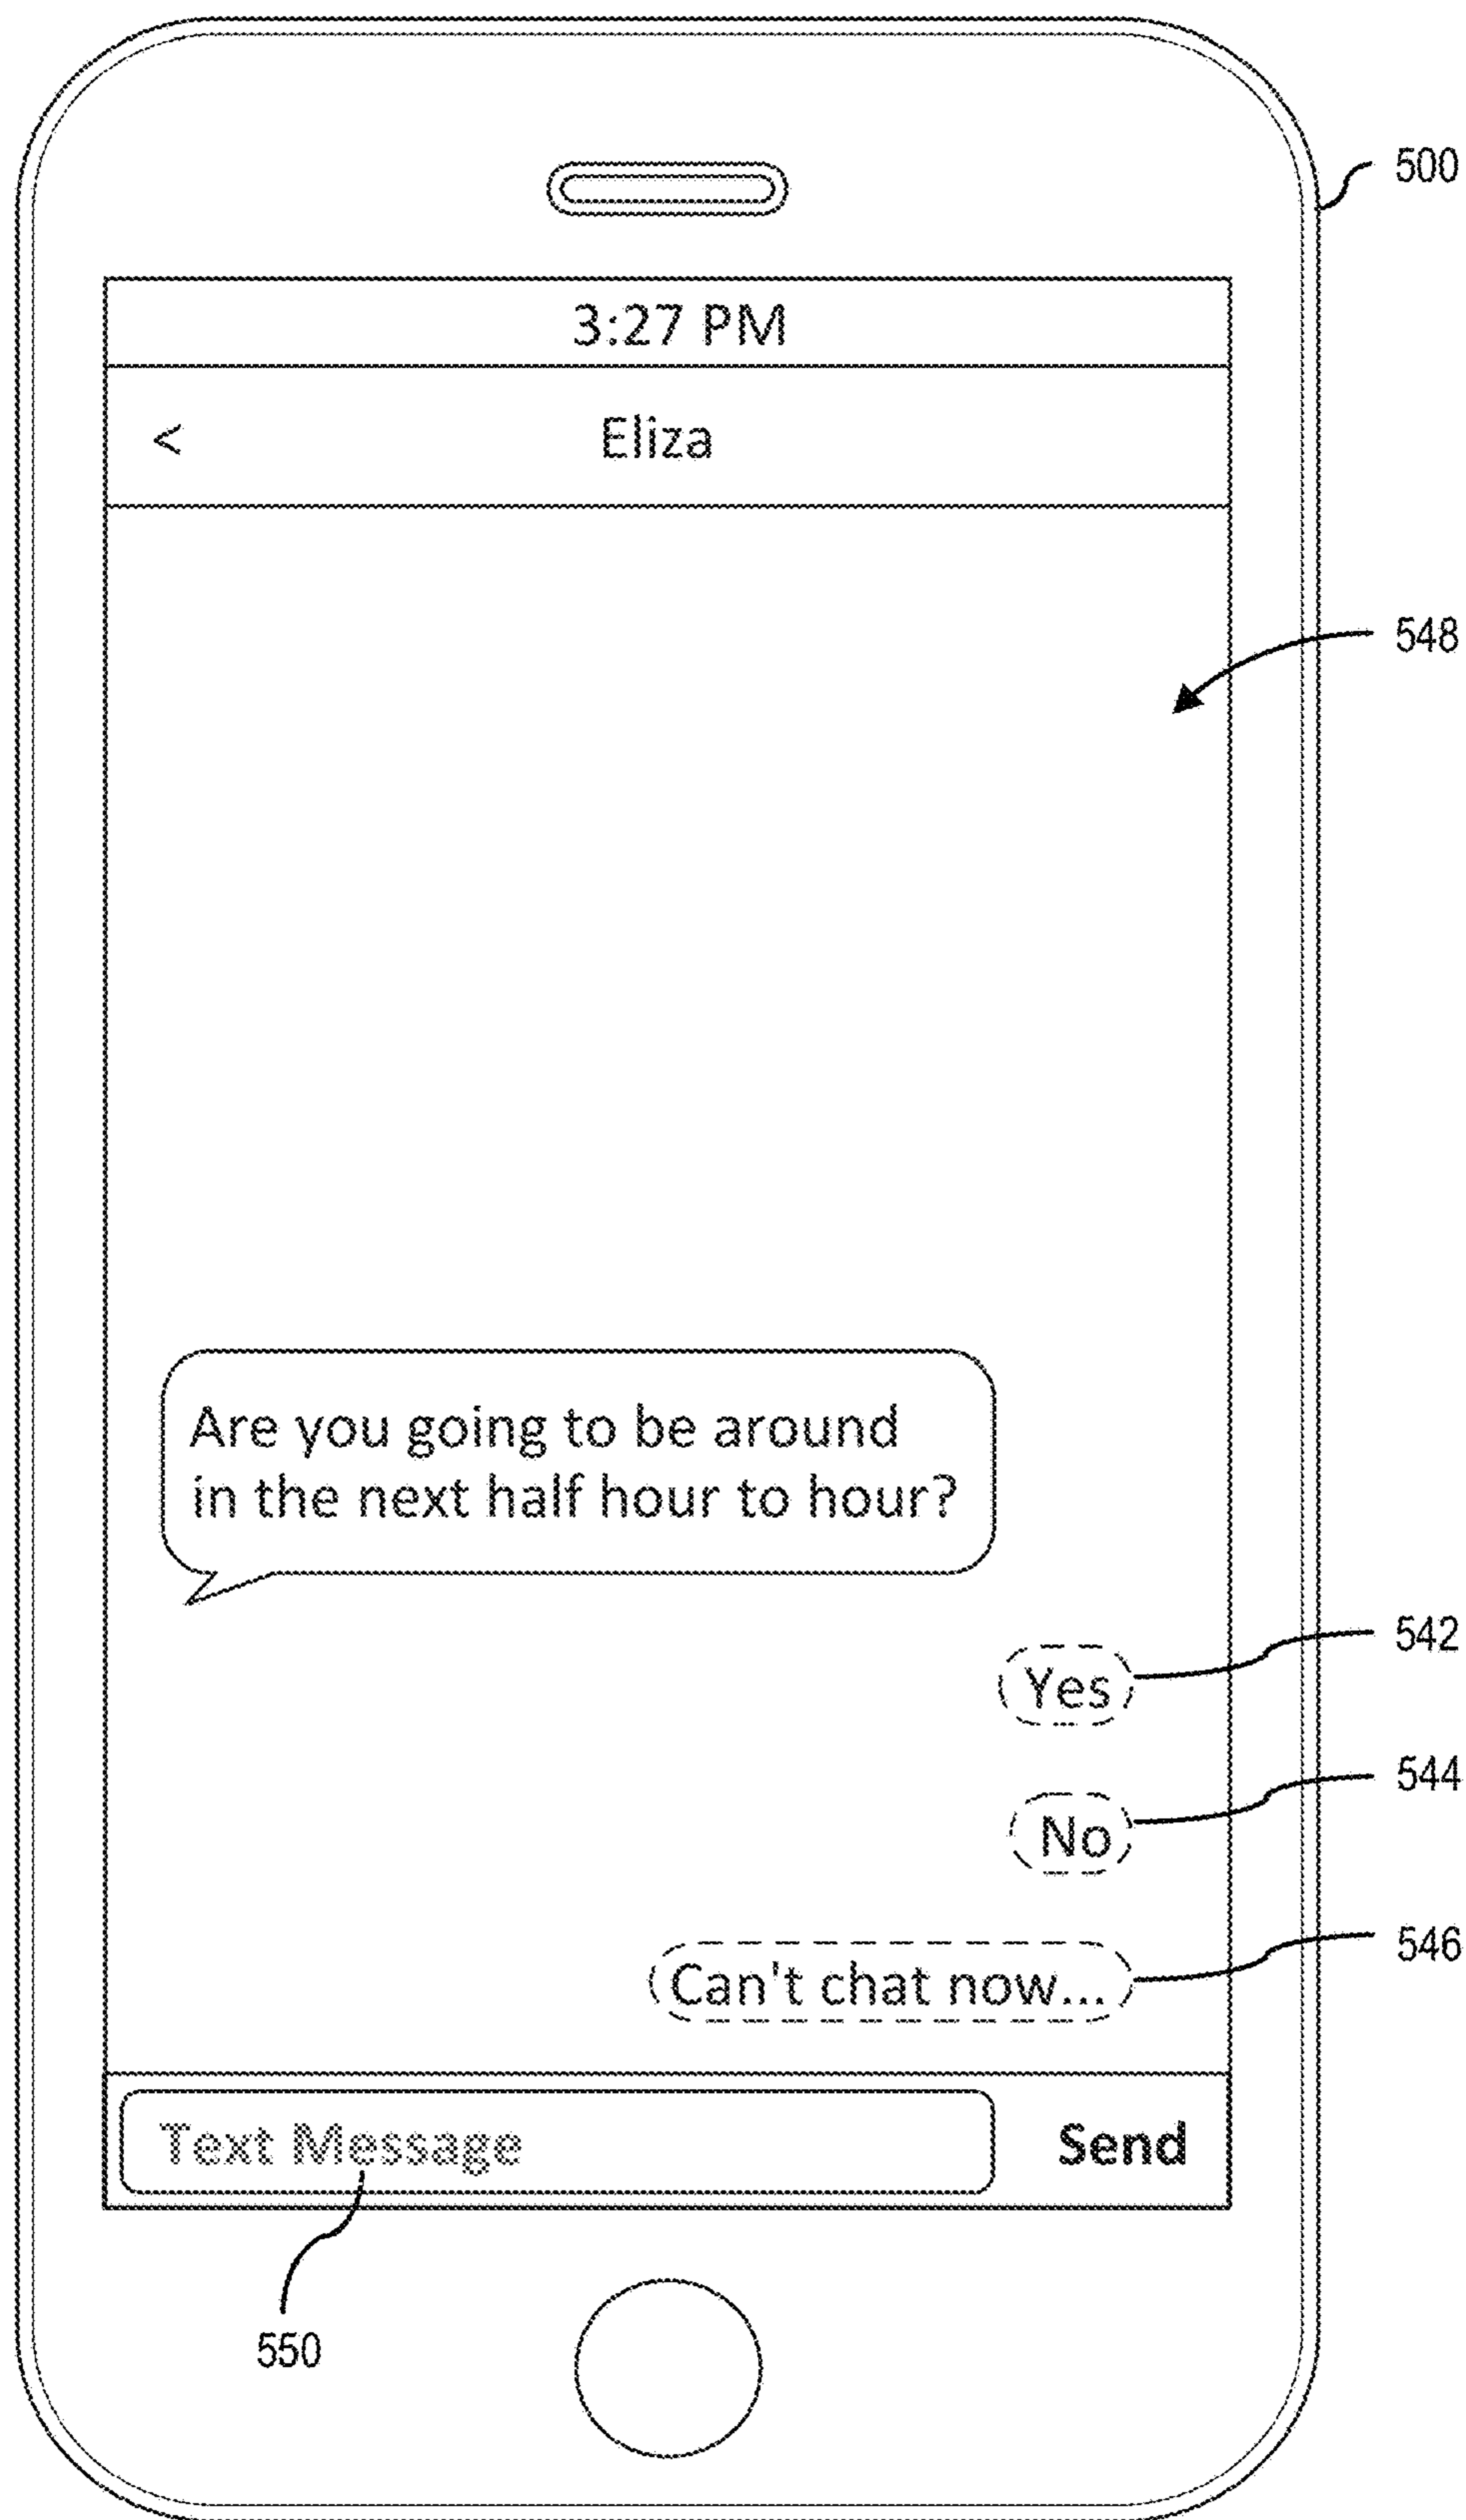 500
3:27 PM
< Eliza
548
Are you going to be around
in the next half hour to hour?
542
Yes
544
No
546
Can't chat now...
Text Message Send
550